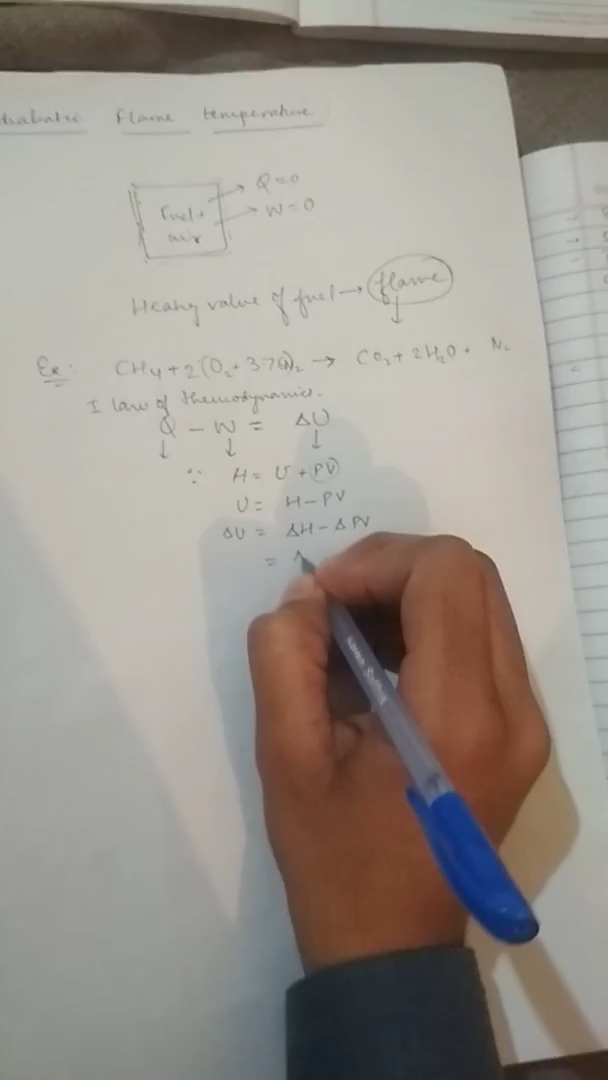 diabatic Flame temperature
Fuel + air
Q = 0
W = 0
Heating value of fuel → flame
Ex: CH4 + 2(O2 + 3.76N2) → CO2 + 2H2O + N2
I law of thermodynamics.
Q - W = ΔU
∵ H = U + PV
U = H - PV
ΔU = ΔH - ΔPV
= Δ